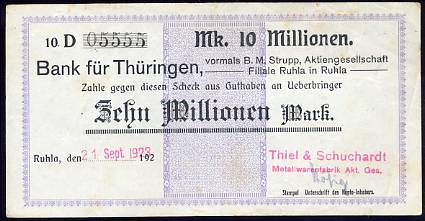 10 D 05555 Mk. 10 Millionen.
Bank für Thüringen, vormals B. M. Strupp, Aktiengesellschaft
Filiale Ruhla in Ruhla
Zahle gegen diesen Scheck aus Guthaben an Ueberbringer
Zehn Millionen Mark.
Ruhla, den 21 Sept 1923 192
Thiel & Schuchardt
Metallwarenfabrik Akt. Ges.
Stempel Unterschrift des Konto-Inhabers.